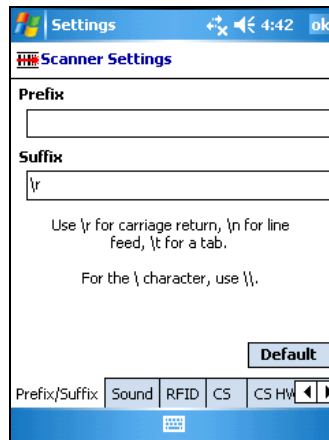 Settings 4:42 ok
Scanner Settings
Prefix
Suffix
\r
Use \r for carriage return, \n for line
feed, \t for a tab.
For the \ character, use \\.
Default
Prefix/Suffix Sound RFID CS CS HW